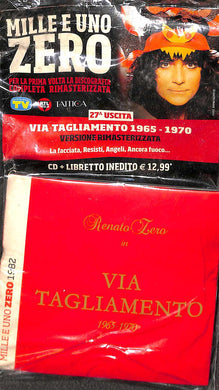 MILLE E UNO
ZERO
PER LA PRIMA VOLTA LA DISCOGRAFIA
COMPLETA RIMASTERIZZATA
TV
TATTICA
27ª USCITA
VIA TAGLIAMENTO 1965 - 1970
VERSIONE RIMASTERIZZATA
La facciata, Resisti, Angeli, Ancora fuoco...
CD + LIBRETTO INEDITO € 12,99*
Renato Zero
in
VIA
TAGLIAMENTO
1965-1970
MILLE E UNO ZERO 1982